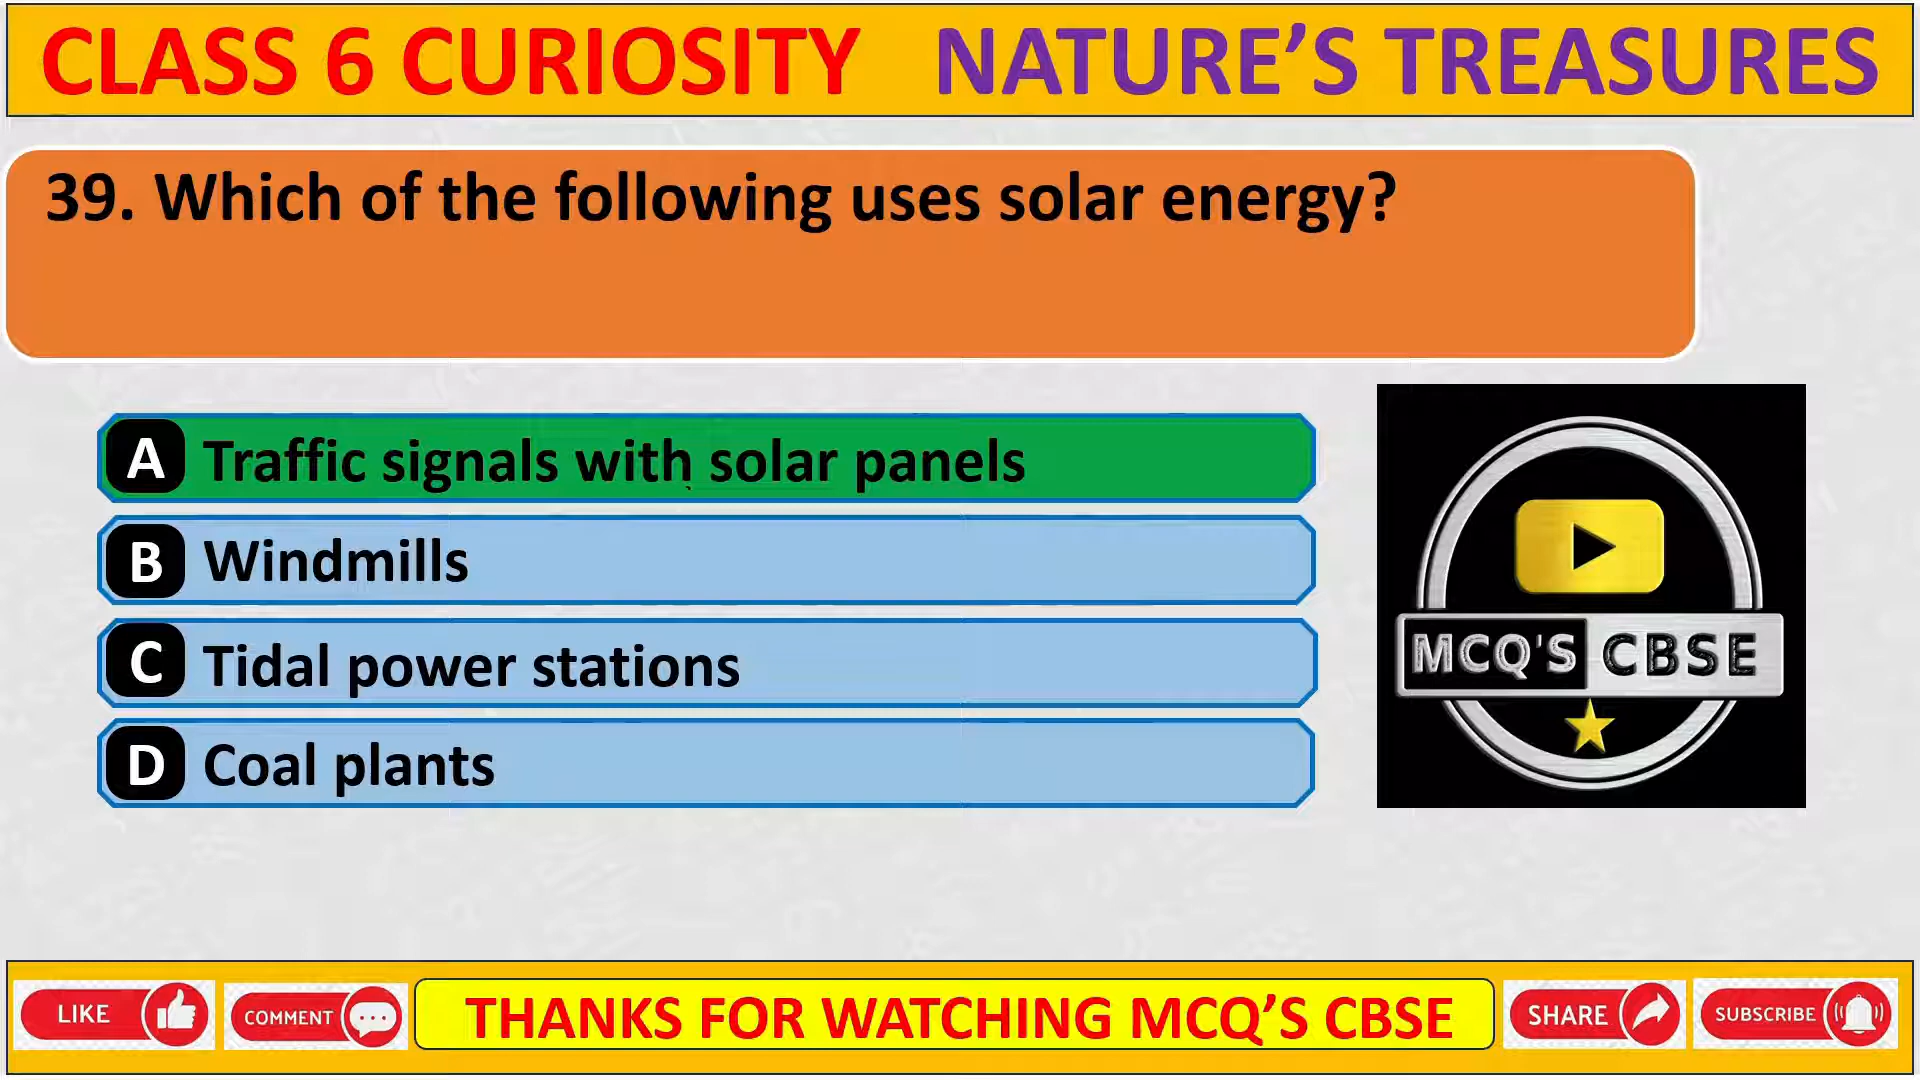 CLASS 6 CURIOSITY NATURE’S TREASURES
39. Which of the following uses solar energy?
A Traffic signals with solar panels
B Windmills
C Tidal power stations
D Coal plants
MCQ'S CBSE
LIKE COMMENT THANKS FOR WATCHING MCQ’S CBSE SHARE SUBSCRIBE